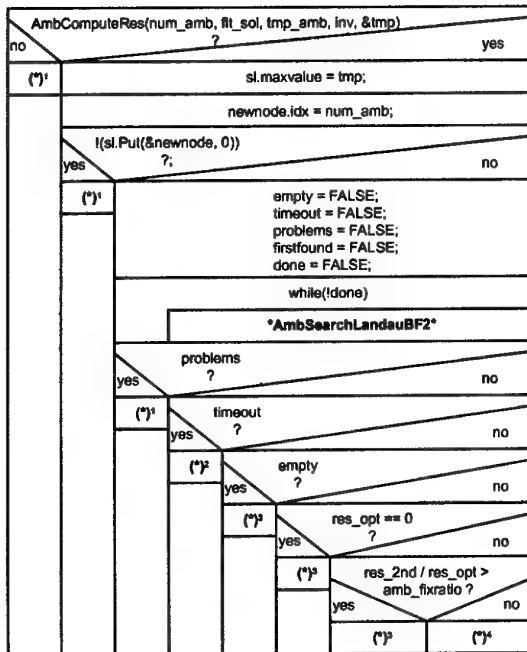 AmbComputeRes(num_amb, flt_sol, tmp_amb, inv, &tmp)
?
no
yes
(*)¹
sl.maxvalue = tmp;
newnode.idx = num_amb;
!(sl.Put(&newnode, 0))
?;
yes
no
(*)¹
empty = FALSE;
timeout = FALSE;
problems = FALSE;
firstfound = FALSE;
done = FALSE;
while(!done)
*AmbSearchLandauBF2*
problems
?
yes
no
(*)¹
timeout
?
yes
no
(*)²
empty
?
yes
no
(*)³
res_opt == 0
?
yes
no
(*)³
res_2nd / res_opt >
amb_fixratio ?
yes
no
(*)³
(*)⁴